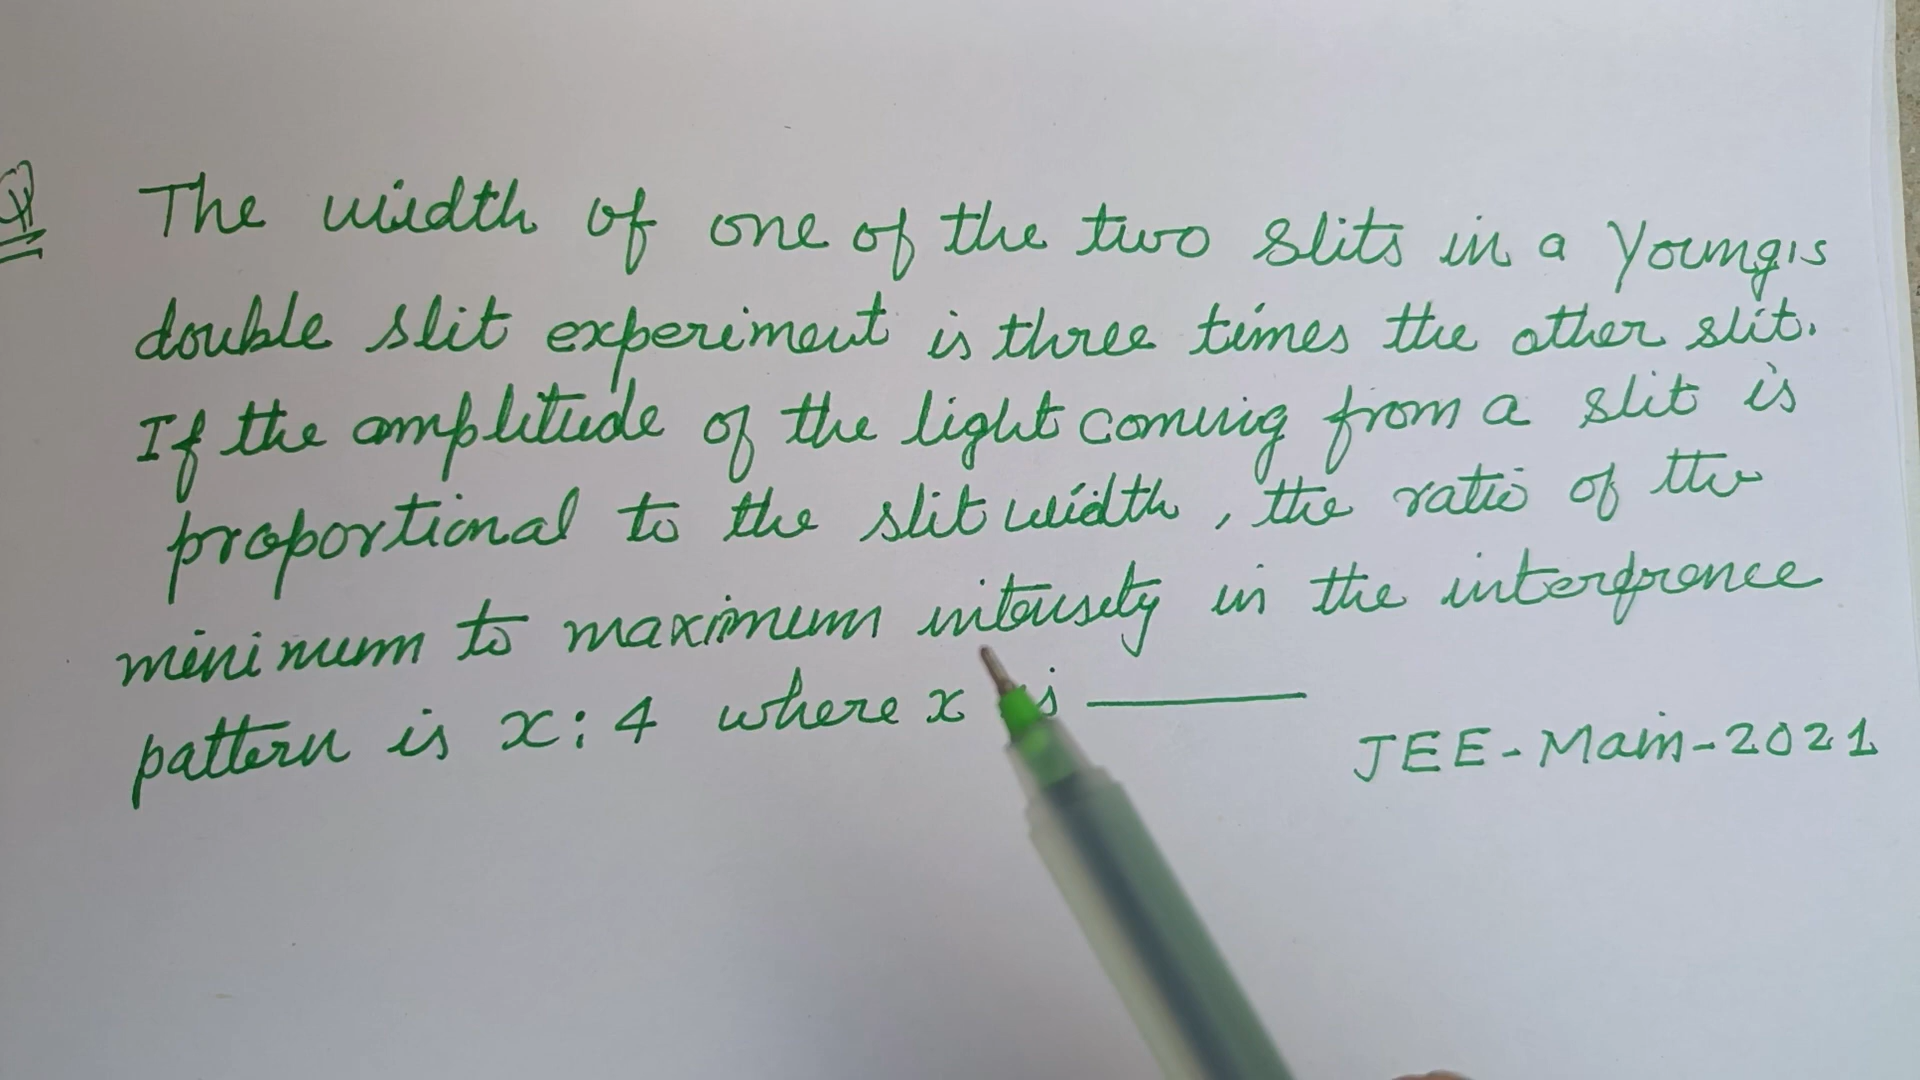 Q The width of one of the two slits in a Young's
double slit experiment is three times the other slit.
If the amplitude of the light coming from a slit is
proportional to the slit width, the ratio of the
minimum to maximum intensity in the interfrence
pattern is x : 4 where x is
JEE-Main-2021